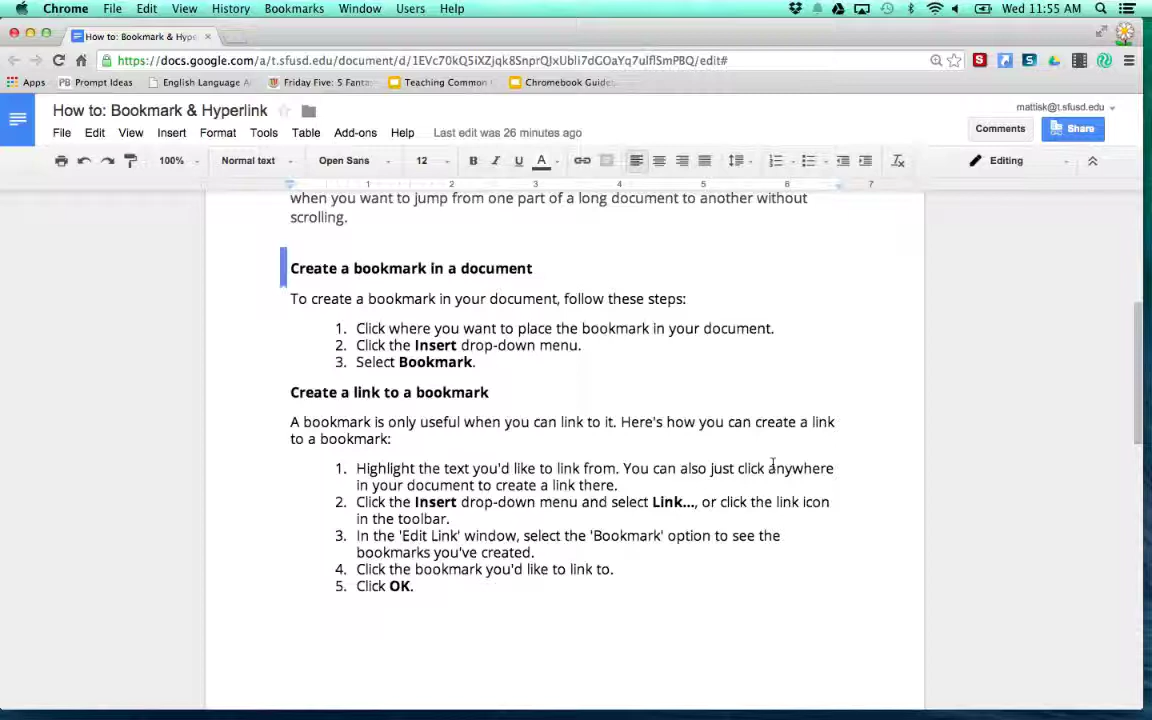 Chrome File Edit View History Bookmarks Window Users Help Wed 11:55 AM
How to: Bookmark & Hype
https://docs.google.com/a/t.sfusd.edu/document/d/1EVc70kQ5iXZjqk8SnprQJxUbli7dGOaYq7ulflSmPBQ/edit#
Apps Prompt Ideas English Language Friday Five: 5 Fanta Teaching Common Chromebook Guide
How to: Bookmark & Hyperlink
mattisk@t.sfusd.edu
File Edit View Insert Format Tools Table Add-ons Help Last edit was 26 minutes ago
Comments Share
100% Normal text Open Sans 12 B I U A Editing
1 2 3 4 5 6 7
when you want to jump from one part of a long document to another without
scrolling.
Create a bookmark in a document
To create a bookmark in your document, follow these steps:
1. Click where you want to place the bookmark in your document.
2. Click the Insert drop-down menu.
3. Select Bookmark.
Create a link to a bookmark
A bookmark is only useful when you can link to it. Here's how you can create a link
to a bookmark:
1. Highlight the text you'd like to link from. You can also just click anywhere
in your document to create a link there.
2. Click the Insert drop-down menu and select Link..., or click the link icon
in the toolbar.
3. In the 'Edit Link' window, select the 'Bookmark' option to see the
bookmarks you've created.
4. Click the bookmark you'd like to link to.
5. Click OK.